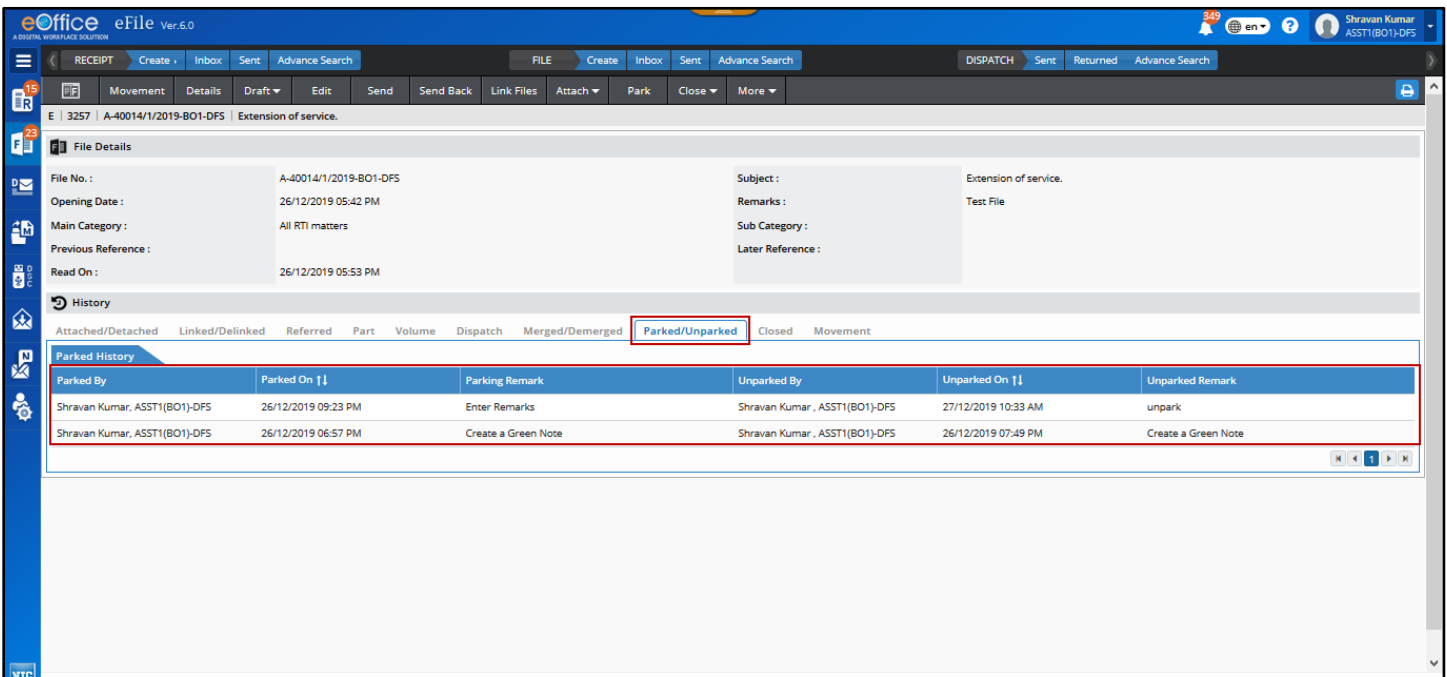 eOffice eFile Ver.6.0 349 en ? Shravan Kumar
A DIGITAL WORKPLACE SOLUTION ASST1(BO1)-DFS
RECEIPT Create Inbox Sent Advance Search FILE Create Inbox Sent Advance Search DISPATCH Sent Returned Advance Search
15 R Movement Details Draft Edit Send Send Back Link Files Attach Park Close More
E | 3257 | A-40014/1/2019-BO1-DFS | Extension of service.
23 F File Details
File No. : A-40014/1/2019-BO1-DFS Subject : Extension of service.
D
Opening Date : 26/12/2019 05:42 PM Remarks : Test File
M Main Category : All RTI matters Sub Category :
Previous Reference : Later Reference :
DSC Read On : 26/12/2019 05:53 PM
History
Attached/Detached Linked/Delinked Referred Part Volume Dispatch Merged/Demerged Parked/Unparked Closed Movement
N Parked History
Parked By Parked On Parking Remark Unparked By Unparked On Unparked Remark
Shravan Kumar, ASST1(BO1)-DFS 26/12/2019 09:23 PM Enter Remarks Shravan Kumar , ASST1(BO1)-DFS 27/12/2019 10:33 AM unpark
Shravan Kumar, ASST1(BO1)-DFS 26/12/2019 06:57 PM Create a Green Note Shravan Kumar , ASST1(BO1)-DFS 26/12/2019 07:49 PM Create a Green Note
1
NIC